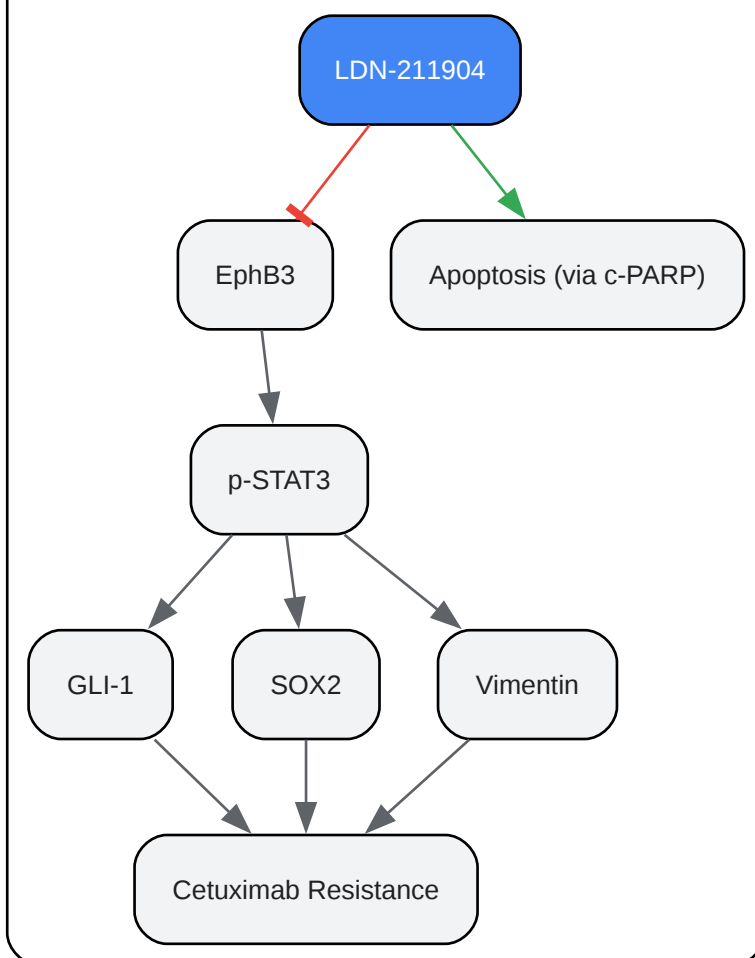 LDN-211904
EphB3
Apoptosis (via c-PARP)
p-STAT3
GLI-1
SOX2
Vimentin
Cetuximab Resistance